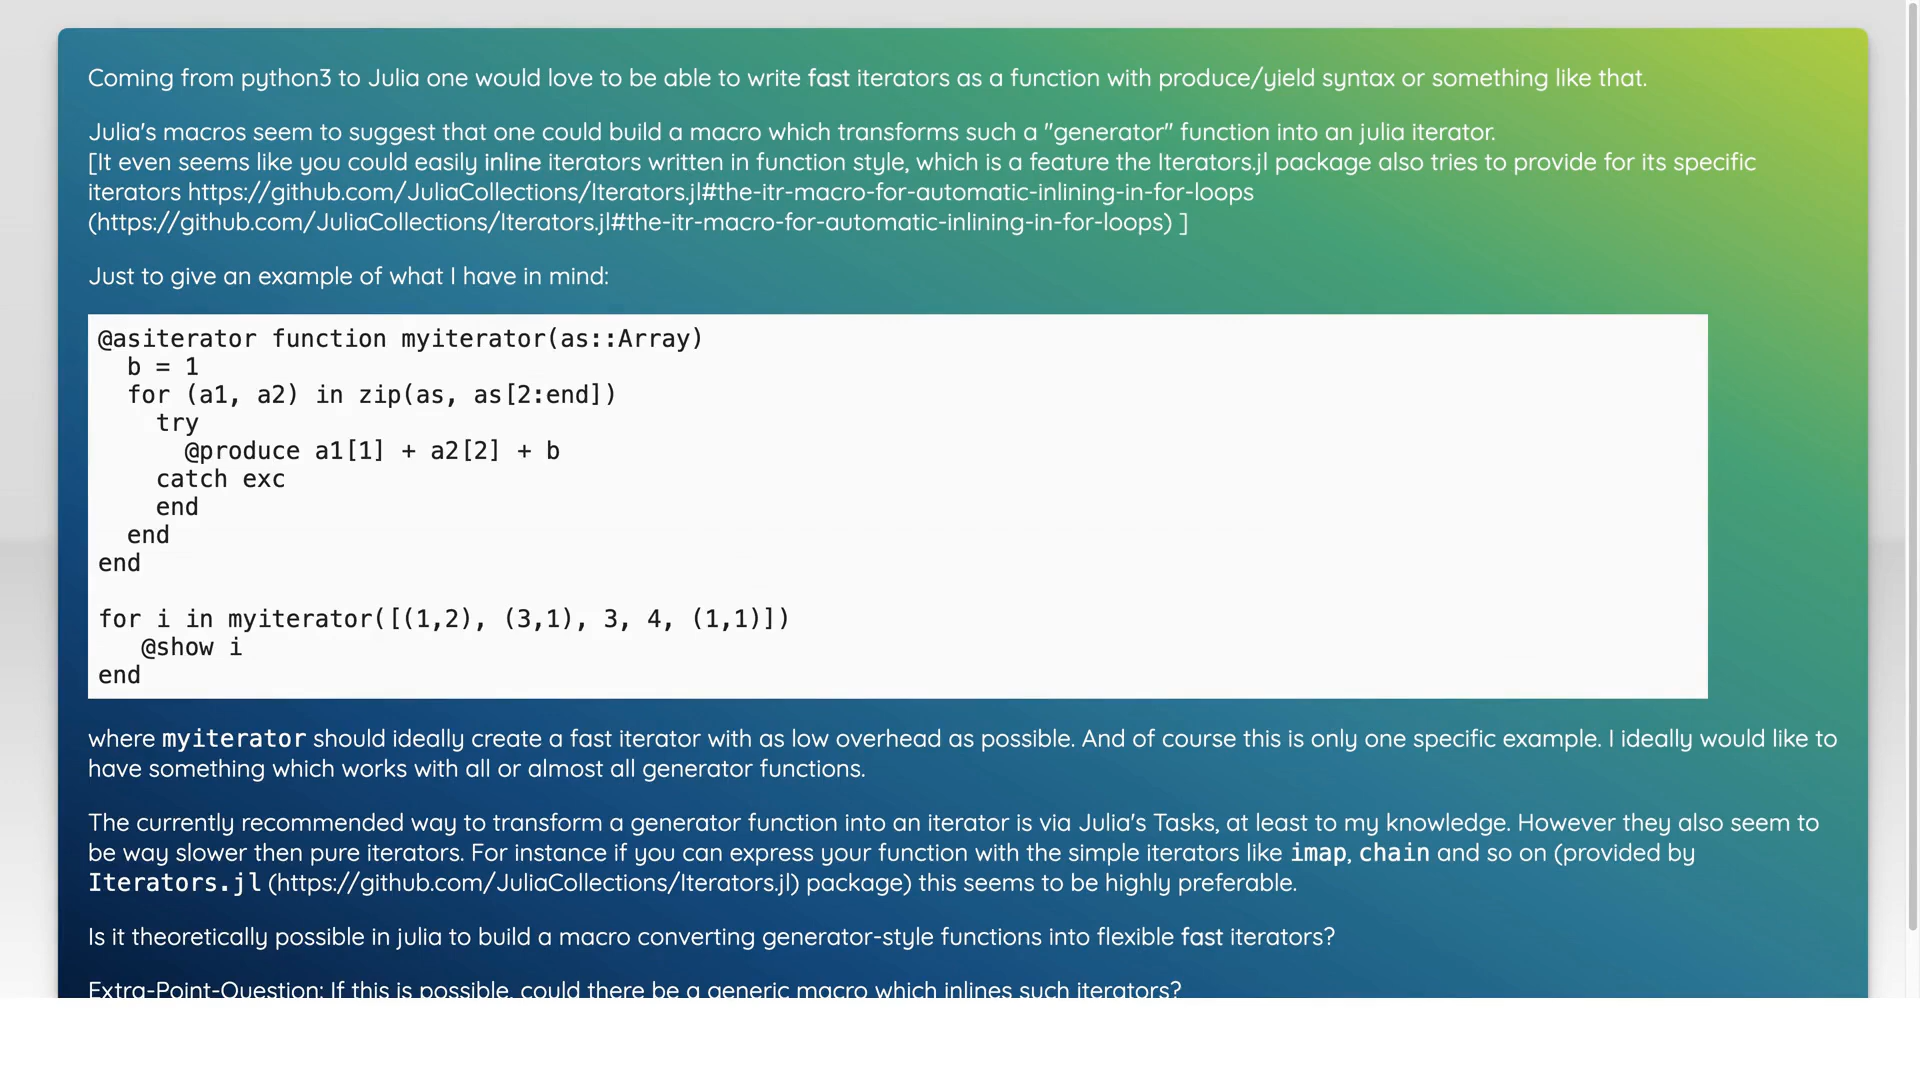 Coming from python3 to Julia one would love to be able to write fast iterators as a function with produce/yield syntax or something like that.
Julia's macros seem to suggest that one could build a macro which transforms such a "generator" function into an julia iterator.
[It even seems like you could easily inline iterators written in function style, which is a feature the Iterators.jl package also tries to provide for its specific
iterators https://github.com/JuliaCollections/Iterators.jl#the-itr-macro-for-automatic-inlining-in-for-loops
(https://github.com/JuliaCollections/Iterators.jl#the-itr-macro-for-automatic-inlining-in-for-loops) ]
Just to give an example of what I have in mind:
@asiterator function myiterator(as::Array)
  b = 1
  for (a1, a2) in zip(as, as[2:end])
    try
      @produce a1[1] + a2[2] + b
    catch exc
    end
  end
end
for i in myiterator([(1,2), (3,1), 3, 4, (1,1)])
   @show i
end
where myiterator should ideally create a fast iterator with as low overhead as possible. And of course this is only one specific example. I ideally would like to
have something which works with all or almost all generator functions.
The currently recommended way to transform a generator function into an iterator is via Julia's Tasks, at least to my knowledge. However they also seem to
be way slower then pure iterators. For instance if you can express your function with the simple iterators like imap, chain and so on (provided by
Iterators.jl (https://github.com/JuliaCollections/Iterators.jl) package) this seems to be highly preferable.
Is it theoretically possible in julia to build a macro converting generator-style functions into flexible fast iterators?
Extra-Point-Question: If this is possible, could there be a generic macro which inlines such iterators?